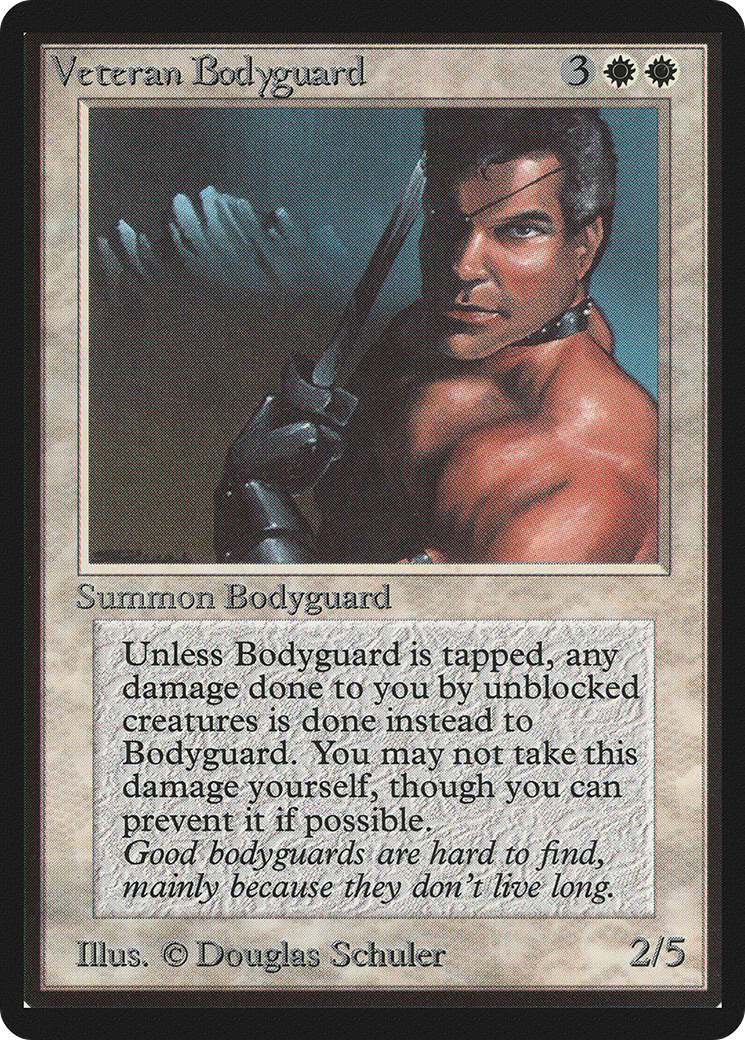 Veteran Bodyguard 3
Summon Bodyguard
Unless Bodyguard is tapped, any
damage done to you by unblocked
creatures is done instead to
Bodyguard. You may not take this
damage yourself, though you can
prevent it if possible.
Good bodyguards are hard to find,
mainly because they don't live long.
Illus. © Douglas Schuler 2/5